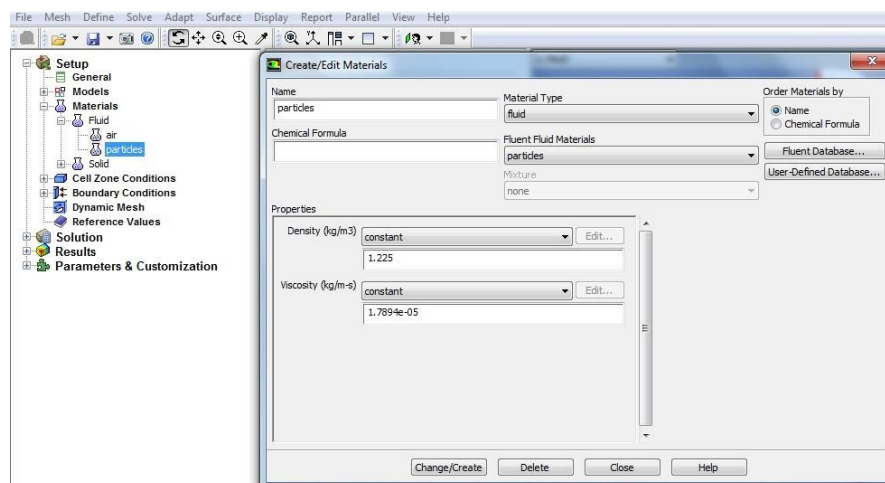 File Mesh Define Solve Adapt Surface Display Report Parallel View Help
Setup
General
Models
Materials
Fluid
air
particles
Solid
Cell Zone Conditions
Boundary Conditions
Dynamic Mesh
Reference Values
Solution
Results
Parameters & Customization
Create/Edit Materials
Name
particles
Chemical Formula
Material Type
fluid
Fluent Fluid Materials
particles
Mixture
none
Order Materials by
Name
Chemical Formula
Fluent Database...
User-Defined Database...
Properties
Density (kg/m3) constant Edit...
1.225
Viscosity (kg/m-s) constant Edit...
1.7894e-05
Change/Create Delete Close Help